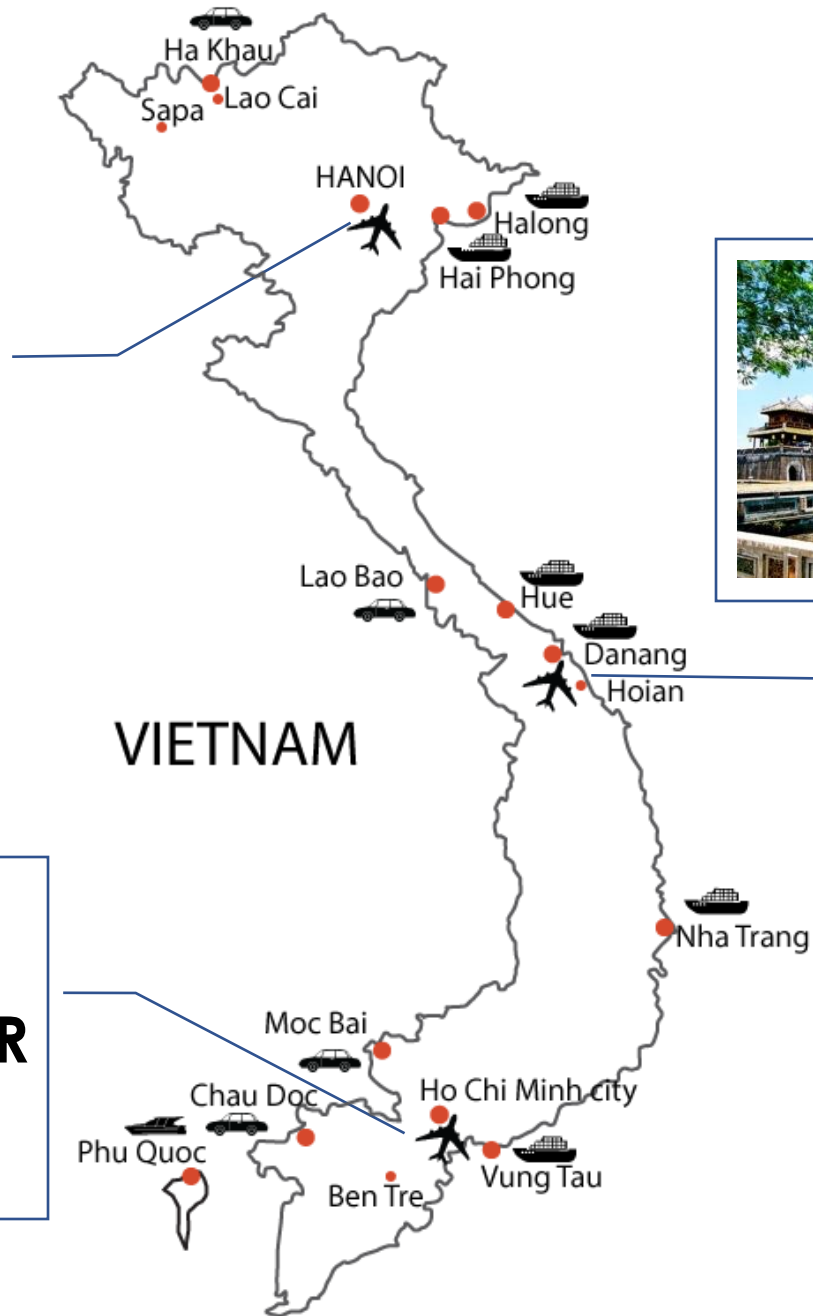 Ha Khau
Lao Cai
Sapa
HANOI
Halong
Hai Phong
Lao Bao
Hue
Danang
Hoian
VIETNAM
Nha Trang
R
Moc Bai
Ho Chi Minh city
Chau Doc
Phu Quoc
Vung Tau
Ben Tre